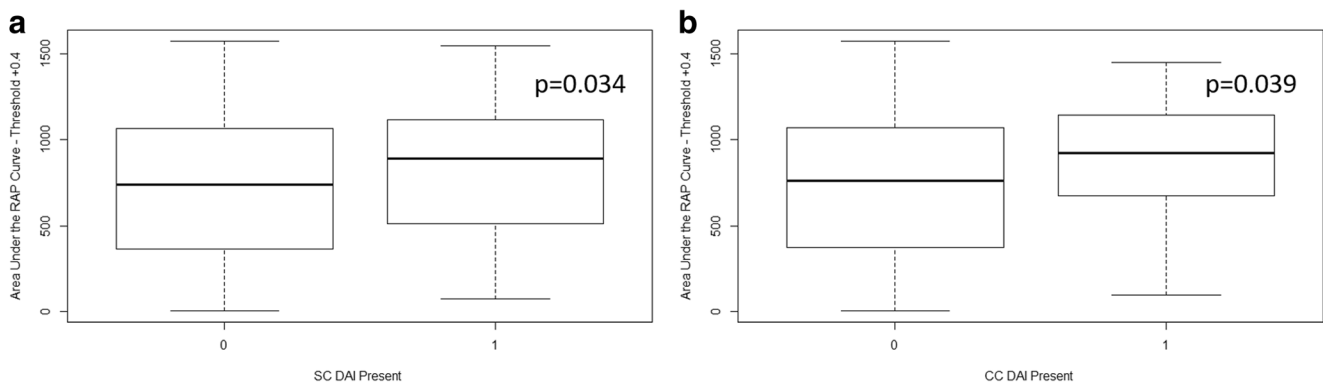 a
Area Under the RAP Curve - Threshold +0.4
1500
1000
500
0
p=0.034
0
1
SC DAI Present
b
Area Under the RAP Curve - Threshold +0.4
1500
1000
500
0
p=0.039
0
1
CC DAI Present